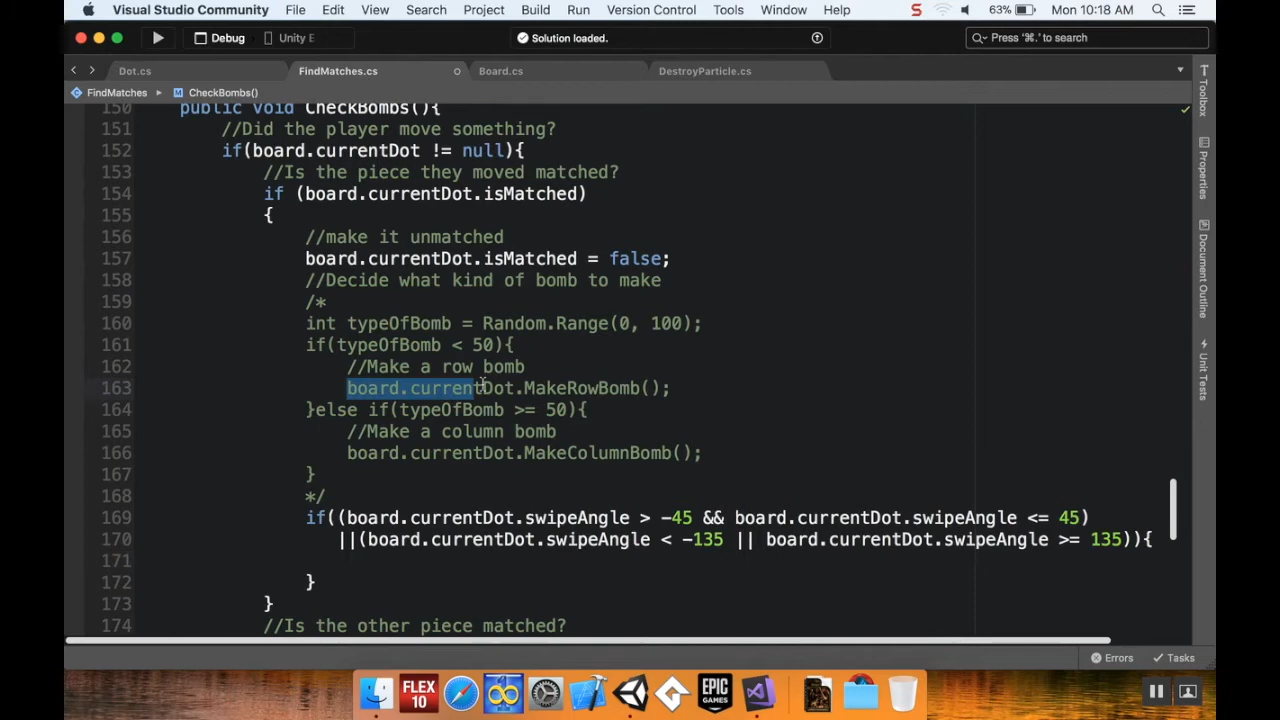 Visual Studio Community File Edit View Search Project Build Run Version Control Tools Window Help S 63% Mon 10:18 AM
Debug Unity E Solution loaded. Press '⌘.' to search
Dot.cs FindMatches.cs Board.cs DestroyParticle.cs
FindMatches ▸ M CheckBombs()
150 public void CheckBombs(){
151 //Did the player move something?
152 if(board.currentDot != null){
153 //Is the piece they moved matched?
154 if (board.currentDot.isMatched)
155 {
156 //make it unmatched
157 board.currentDot.isMatched = false;
158 //Decide what kind of bomb to make
159 /*
160 int typeOfBomb = Random.Range(0, 100);
161 if(typeOfBomb < 50){
162 //Make a row bomb
163 board.currentDot.MakeRowBomb();
164 }else if(typeOfBomb >= 50){
165 //Make a column bomb
166 board.currentDot.MakeColumnBomb();
167 }
168 */
169 if((board.currentDot.swipeAngle > -45 && board.currentDot.swipeAngle <= 45)
170 ||(board.currentDot.swipeAngle < -135 || board.currentDot.swipeAngle >= 135)){
171
172 }
173 }
174 //Is the other piece matched?
Toolbox
Properties
Document Outline
Unit Tests
Errors Tasks
FLEX 10
EPIC GAMES